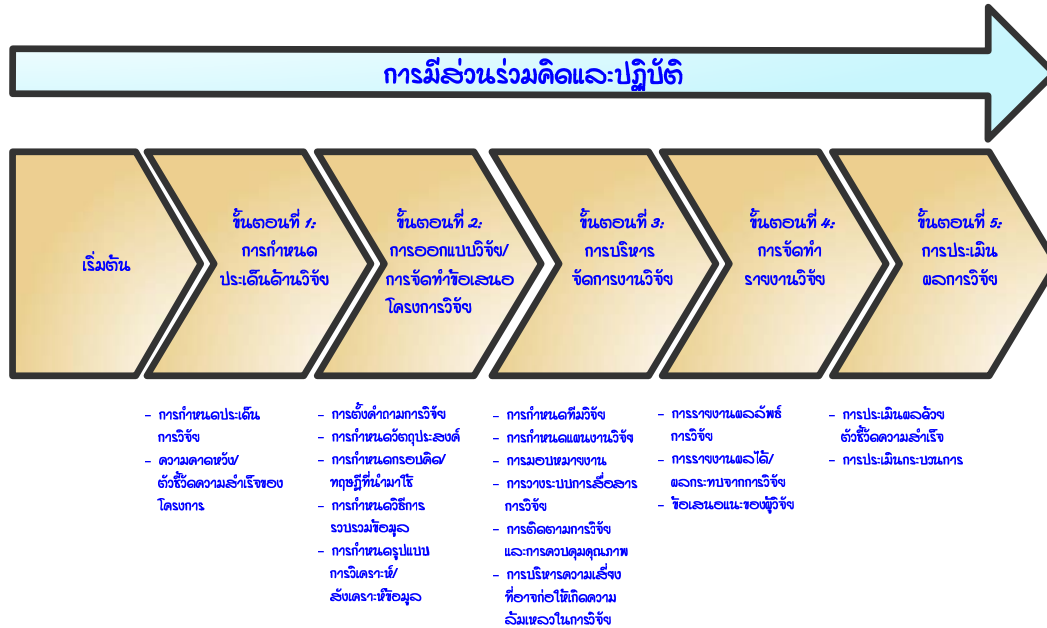 การมีส่วนร่วมคิดและปฏิบัติ
เริ่มต้น
ขั้นตอนที่ 1:
การกำหนด
ประเด็นด้านวิจัย
ขั้นตอนที่ 2:
การออกแบบวิจัย/
การจัดทำข้อเสนอ
โครงการวิจัย
ขั้นตอนที่ 3:
การบริหาร
จัดการงานวิจัย
ขั้นตอนที่ 4:
การจัดทำ
รายงานวิจัย
ขั้นตอนที่ 5:
การประเมิน
ผลการวิจัย
- การกำหนดประเด็น
การวิจัย
- ความคาดหวัง/
ตัวชี้วัดความสำเร็จของ
โครงการ
- การตั้งคำถามการวิจัย
- การกำหนดวัตถุประสงค์
- การกำหนดกรอบคิด/
ทฤษฎีที่นำมาใช้
- การกำหนดวิธีการ
รวบรวมข้อมูล
- การกำหนดรูปแบบ
การวิเคราะห์/
สังเคราะห์ข้อมูล
- การกำหนดทีมวิจัย
- การกำหนดแผนงานวิจัย
- การมอบหมายงาน
- การวางระบบการสื่อสาร
การวิจัย
- การติดตามการวิจัย
และการควบคุมคุณภาพ
- การบริหารความเสี่ยง
ที่อาจก่อให้เกิดความ
ล้มเหลวในการวิจัย
- การรายงานผลลัพธ์
การวิจัย
- การรายงานผลได้/
ผลกระทบจากการวิจัย
- ข้อเสนอแนะของผู้วิจัย
- การประเมินผลด้วย
ตัวชี้วัดความสำเร็จ
- การประเมินกระบวนการ